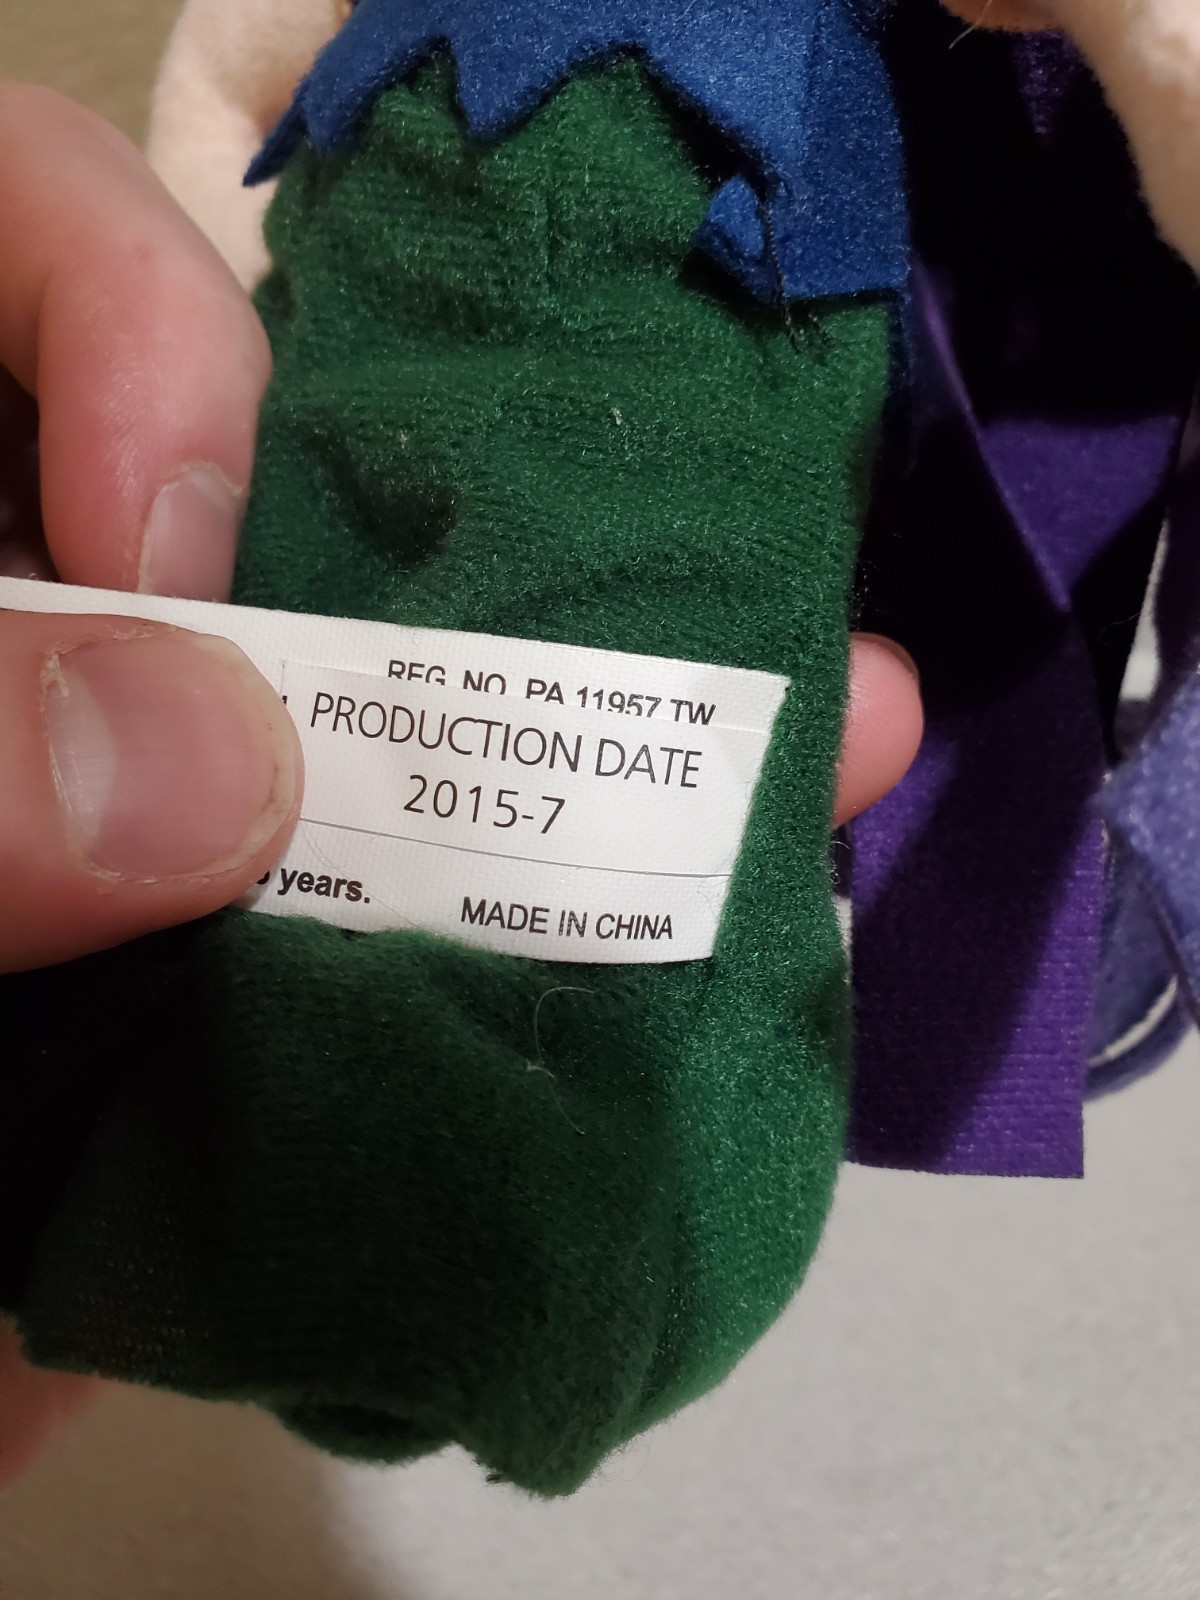 REG. NO. PA 11957 TW
PRODUCTION DATE
2015-7
years.
MADE IN CHINA